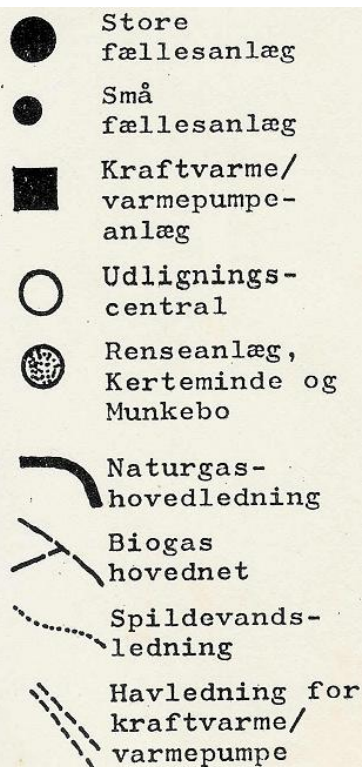 Store
fællesanlæg
Små
fællesanlæg
Kraftvarme/
varmepumpe-
anlæg
Udlignings-
central
Renseanlæg,
Kerteminde og
Munkebo
Naturgas-
hovedledning
Biogas
hovednet
Spildevands-
ledning
Havledning for
kraftvarme/
varmepumpe